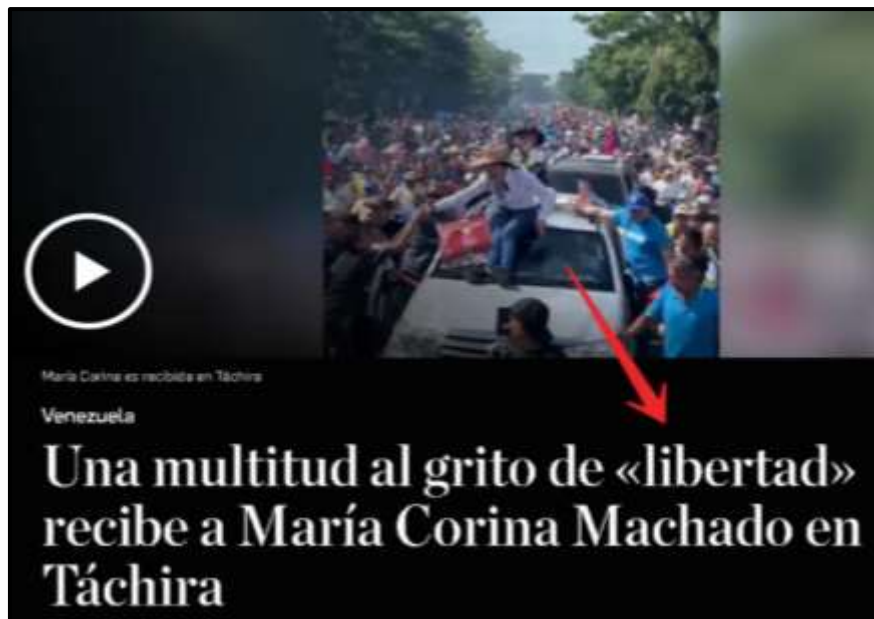 María Corina es recibida en Táchira
Venezuela
Una multitud al grito de «libertad»
recibe a María Corina Machado en
Táchira